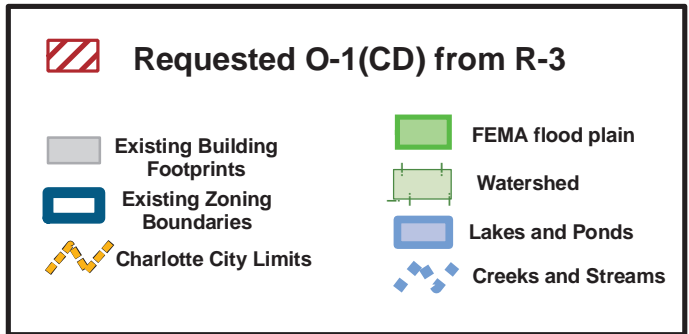 Requested O-1(CD) from R-3
Existing Building
Footprints
Existing Zoning
Boundaries
Charlotte City Limits
FEMA flood plain
Watershed
Lakes and Ponds
Creeks and Streams